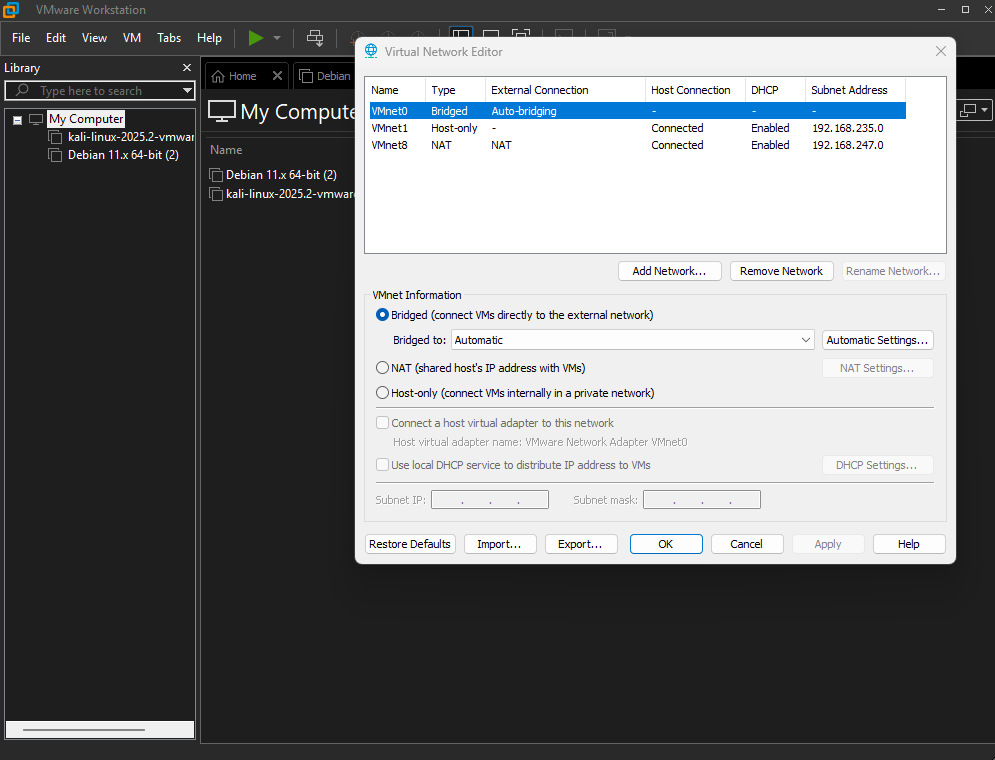 VMware Workstation
File Edit View VM Tabs Help
Library
Type here to search
My Computer
kali-linux-2025.2-vmwar
Debian 11.x 64-bit (2)
Home
Debian
My Compute
Name
Debian 11.x 64-bit (2)
kali-linux-2025.2-vmware
Virtual Network Editor
Name Type External Connection Host Connection DHCP Subnet Address
VMnet0 Bridged Auto-bridging - - -
VMnet1 Host-only - Connected Enabled 192.168.235.0
VMnet8 NAT NAT Connected Enabled 192.168.247.0
Add Network... Remove Network Rename Network...
VMnet Information
Bridged (connect VMs directly to the external network)
Bridged to: Automatic Automatic Settings...
NAT (shared host's IP address with VMs) NAT Settings...
Host-only (connect VMs internally in a private network)
Connect a host virtual adapter to this network
Host virtual adapter name: VMware Network Adapter VMnet0
Use local DHCP service to distribute IP address to VMs DHCP Settings...
Subnet IP: . . . Subnet mask: . . .
Restore Defaults Import... Export... OK Cancel Apply Help